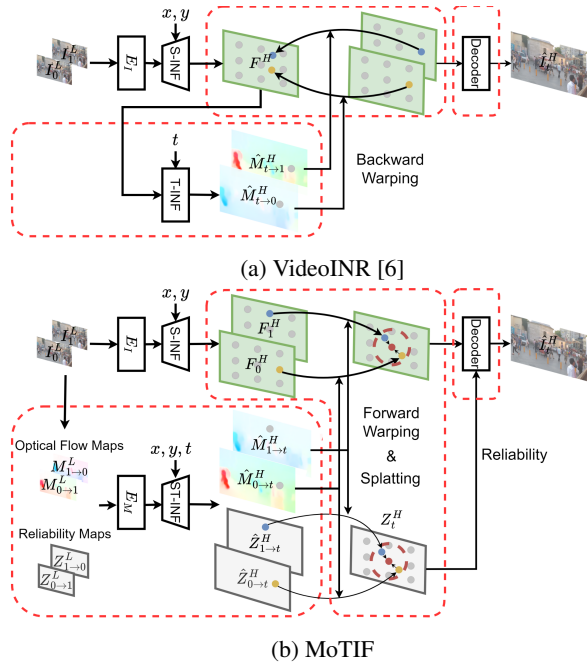 x, y
I_1^L
I_0^L
E_I
S-INF
F^H
Decoder
Î_t^H
t
T-INF
M̂_{t→1}^H
M̂_{t→0}^H
Backward
Warping
(a) VideoINR [6]
x, y
I_1^L
I_0^L
E_I
S-INF
F_1^H
F_0^H
Decoder
Î_t^H
Optical Flow Maps
M_{1→0}^L
M_{0→1}^L
x, y, t
E_M
ST-INF
M̂_{1→t}^H
M̂_{0→t}^H
Forward
Warping
&
Splatting
Reliability
Reliability Maps
Z_{1→0}^L
Z_{0→1}^L
Ẑ_{1→t}^H
Ẑ_{0→t}^H
Z_t^H
(b) MoTIF